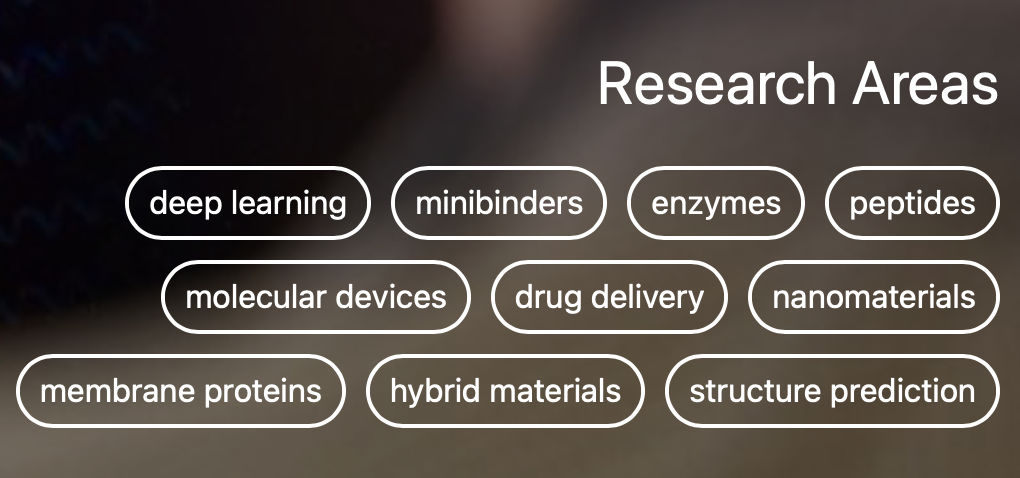 Research Areas
deep learning minibinders enzymes peptides
molecular devices drug delivery nanomaterials
membrane proteins hybrid materials structure prediction